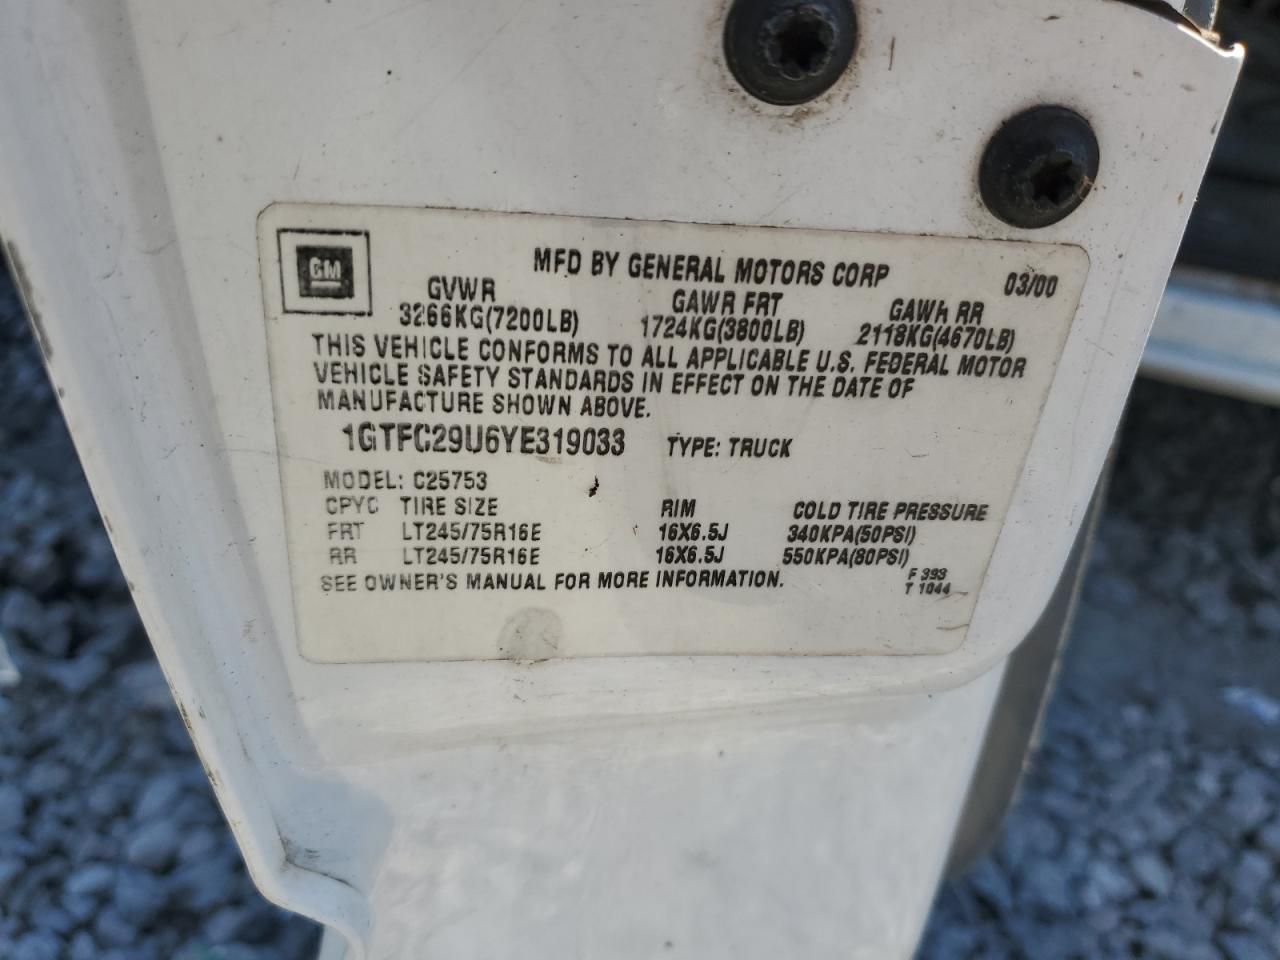 GM
MFD BY GENERAL MOTORS CORP 03/00
GVWR GAWR FRT GAWR RR
3266KG(7200LB) 1724KG(3800LB) 2118KG(4670LB)
THIS VEHICLE CONFORMS TO ALL APPLICABLE U.S. FEDERAL MOTOR
VEHICLE SAFETY STANDARDS IN EFFECT ON THE DATE OF
MANUFACTURE SHOWN ABOVE.
1GTFC29U6YE319033 TYPE: TRUCK
MODEL: C25753
CPYC TIRE SIZE RIM COLD TIRE PRESSURE
FRT LT245/75R16E 16X6.5J 340KPA(50PSI)
RR LT245/75R16E 16X6.5J 550KPA(80PSI)
SEE OWNER'S MANUAL FOR MORE INFORMATION.
F 393
T 1044